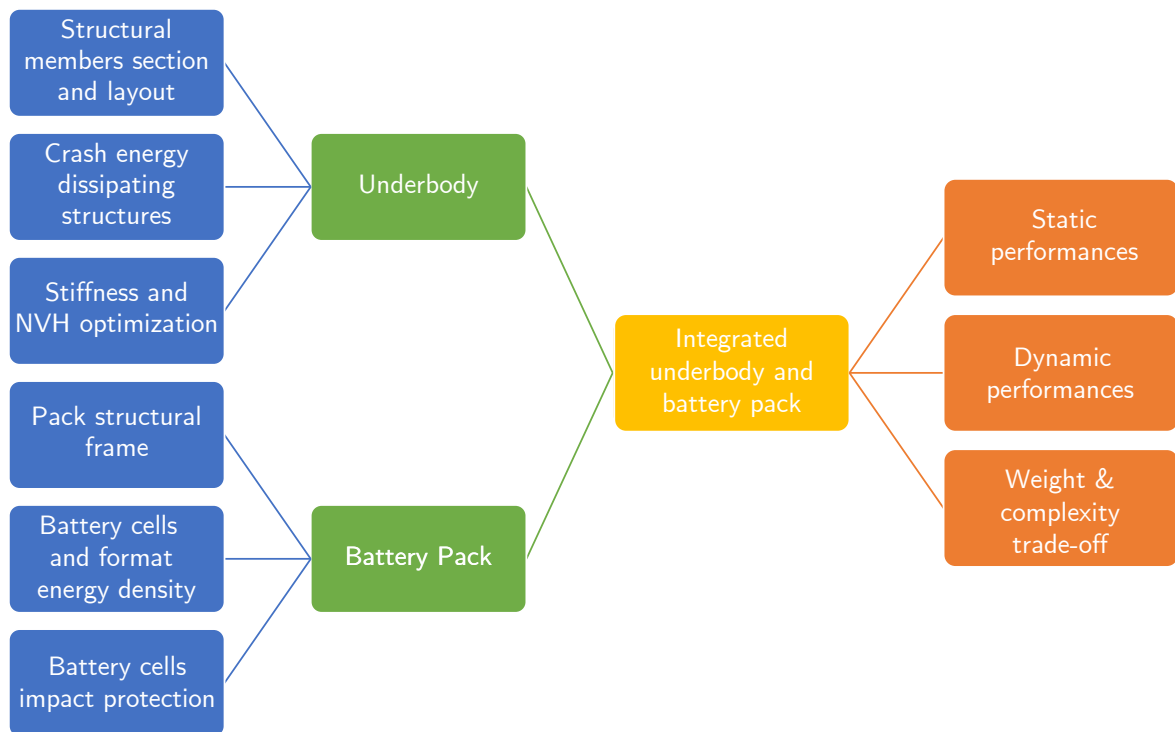 Structural
members section
and layout
Crash energy
dissipating
structures
Stiffness and
NVH optimization
Pack structural
frame
Battery cells
and format
energy density
Battery cells
impact protection
Underbody
Battery Pack
Integrated
underbody and
battery pack
Static
performances
Dynamic
performances
Weight &
complexity
trade-off